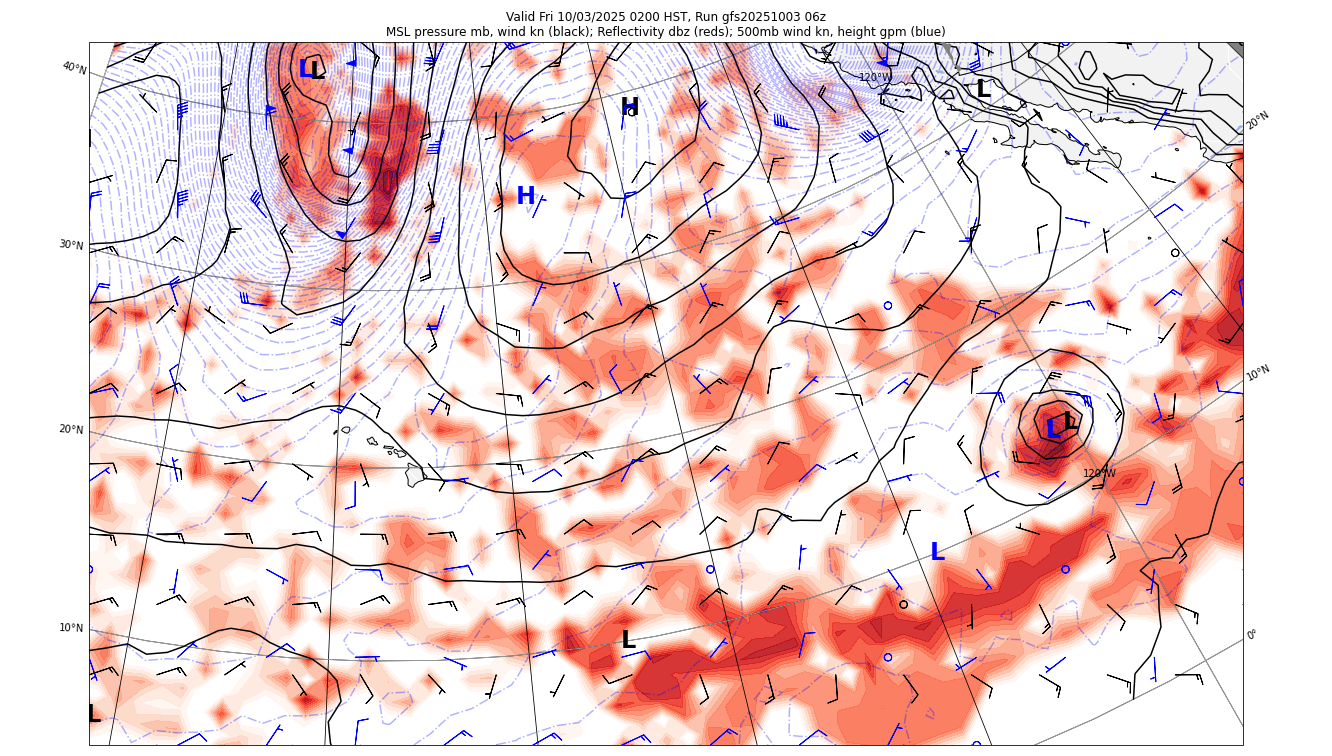 Valid Fri 10/03/2025 0200 HST, Run gfs20251003 06z
MSL pressure mb, wind kn (black); Reflectivity dbz (reds); 500mb wind kn, height gpm (blue)
40°N
L
L
H
H
120°W
L
20°N
H
30°N
10°N
20°N
L
L
120°W
L
10°N
L
0°
L